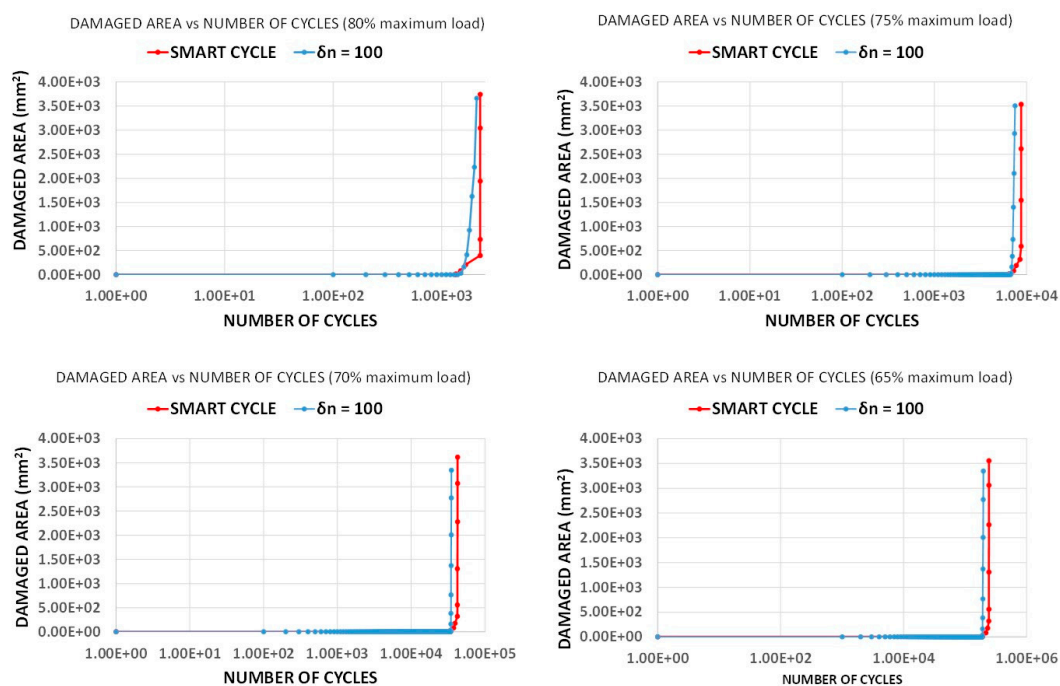 DAMAGED AREA vs NUMBER OF CYCLES (80% maximum load)
SMART CYCLE δn = 100
DAMAGED AREA (mm²)
4.00E+03
3.50E+03
3.00E+03
2.50E+03
2.00E+03
1.50E+03
1.00E+03
5.00E+02
0.00E+00
1.00E+00 1.00E+01 1.00E+02 1.00E+03
NUMBER OF CYCLES
DAMAGED AREA vs NUMBER OF CYCLES (75% maximum load)
SMART CYCLE δn = 100
DAMAGED AREA (mm²)
4.00E+03
3.50E+03
3.00E+03
2.50E+03
2.00E+03
1.50E+03
1.00E+03
5.00E+02
0.00E+00
1.00E+00 1.00E+01 1.00E+02 1.00E+03 1.00E+04
NUMBER OF CYCLES
DAMAGED AREA vs NUMBER OF CYCLES (70% maximum load)
SMART CYCLE δn = 100
DAMAGED AREA (mm²)
4.00E+03
3.50E+03
3.00E+03
2.50E+03
2.00E+03
1.50E+03
1.00E+03
5.00E+02
0.00E+00
1.00E+00 1.00E+01 1.00E+02 1.00E+03 1.00E+04 1.00E+05
NUMBER OF CYCLES
DAMAGED AREA vs NUMBER OF CYCLES (65% maximum load)
SMART CYCLE δn = 100
DAMAGED AREA (mm²)
4.00E+03
3.50E+03
3.00E+03
2.50E+03
2.00E+03
1.50E+03
1.00E+03
5.00E+02
0.00E+00
1.00E+00 1.00E+02 1.00E+04 1.00E+06
NUMBER OF CYCLES